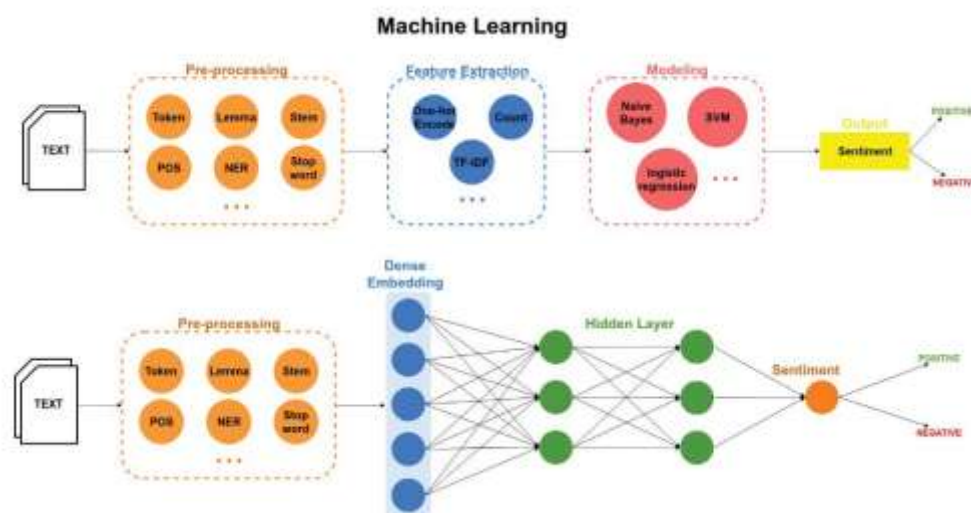 Machine Learning
Pre-processing
Feature Extraction
Modeling
Token
Lemma
Stem
One-Hot
Encode
Count
Naive
Bayes
SVM
POSITIVE
TEXT
Output
Sentiment
POS
NER
Stop
word
TF-IDF
logistic
regression
NEGATIVE
Dense
Embedding
Pre-processing
Hidden Layer
Token
Lemma
Stem
Sentiment
POSITIVE
TEXT
POS
NER
Stop
word
NEGATIVE